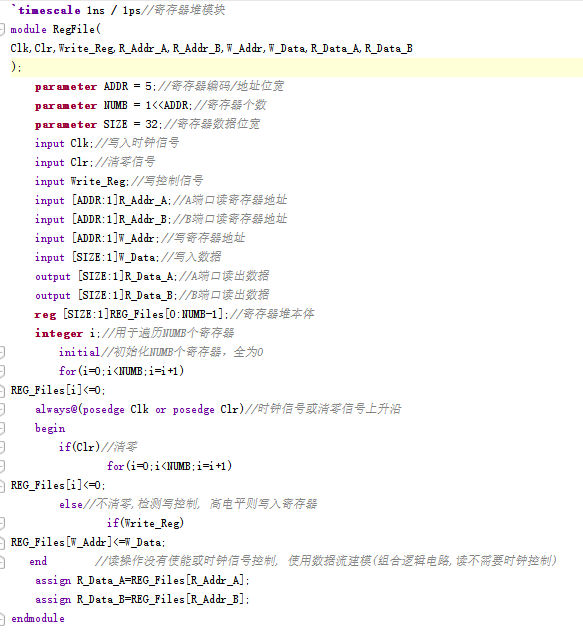 `timescale 1ns / 1ps//寄存器堆模块
module RegFile(
Clk,Clr,Write_Reg,R_Addr_A,R_Addr_B,W_Addr,W_Data,R_Data_A,R_Data_B
);
parameter ADDR = 5;//寄存器编码/地址位宽
parameter NUMB = 1<<ADDR;//寄存器个数
parameter SIZE = 32;//寄存器数据位宽
input Clk;//写入时钟信号
input Clr;//清零信号
input Write_Reg;//写控制信号
input [ADDR:1]R_Addr_A;//A端口读寄存器地址
input [ADDR:1]R_Addr_B;//B端口读寄存器地址
input [ADDR:1]W_Addr;//写寄存器地址
input [SIZE:1]W_Data;//写入数据
output [SIZE:1]R_Data_A;//A端口读出数据
output [SIZE:1]R_Data_B;//B端口读出数据
reg [SIZE:1]REG_Files[0:NUMB-1];//寄存器堆本体
integer i;//用于遍历NUMB个寄存器
initial//初始化NUMB个寄存器，全为0
for(i=0;i<NUMB;i=i+1)
REG_Files[i]<=0;
always@(posedge Clk or posedge Clr)//时钟信号或清零信号上升沿
begin
if(Clr)//清零
for(i=0;i<NUMB;i=i+1)
REG_Files[i]<=0;
else//不清零,检测写控制, 高电平则写入寄存器
if(Write_Reg)
REG_Files[W_Addr]<=W_Data;
end //读操作没有使能或时钟信号控制, 使用数据流建模(组合逻辑电路,读不需要时钟控制)
assign R_Data_A=REG_Files[R_Addr_A];
assign R_Data_B=REG_Files[R_Addr_B];
endmodule